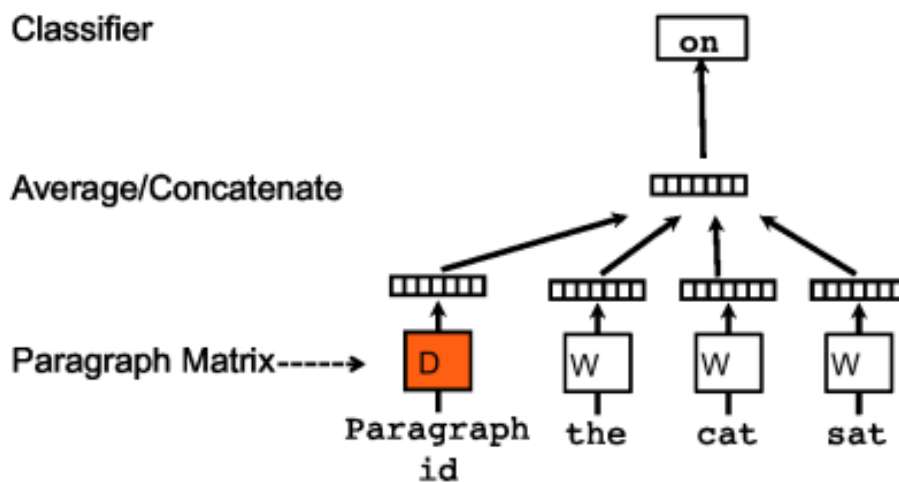 Classifier
on
Average/Concatenate
Paragraph Matrix
D
W
W
W
Paragraph
id
the
cat
sat